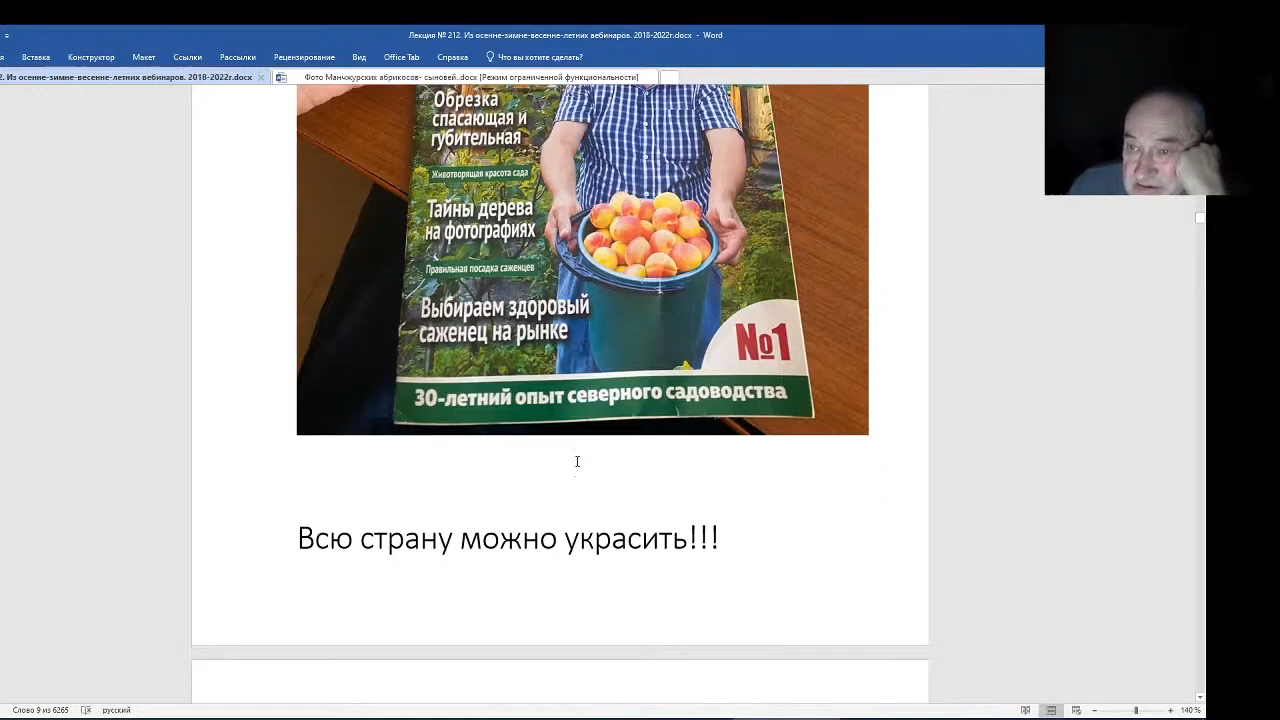 Лекция № 212. Из осенне-зимне-весенне-летних вебинаров. 2018-2022г.docx - Word
Вставка Конструктор Макет Ссылки Рассылки Рецензирование Вид Office Tab Справка Что вы хотите сделать?
2. Из осенне-зимне-весенне-летних вебинаров. 2018-2022г.docx Фото Манчжурских абрикосов- сыновей..docx [Режим ограниченной функциональности]
Обрезка
спасающая и
губительная
Животворящая красота сада
Тайны дерева
на фотографиях
Правильная посадка саженцев
Выбираем здоровый
саженец на рынке
№1
30-летний опыт северного садоводства
Всю страну можно украсить!!!
Слово 9 из 6265 русский 140 %